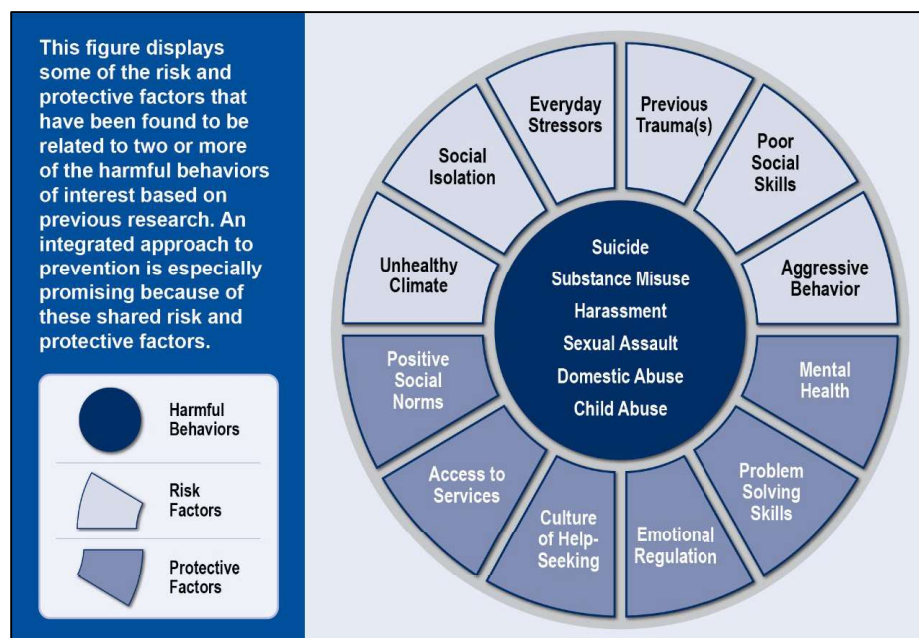 This figure displays
some of the risk and
protective factors that
have been found to be
related to two or more
of the harmful behaviors
of interest based on
previous research. An
integrated approach to
prevention is especially
promising because of
these shared risk and
protective factors.
Harmful
Behaviors
Risk
Factors
Protective
Factors
Everyday
Stressors
Previous
Trauma(s)
Poor
Social
Skills
Aggressive
Behavior
Mental
Health
Problem
Solving
Skills
Emotional
Regulation
Culture
of Help-
Seeking
Access to
Services
Positive
Social
Norms
Unhealthy
Climate
Social
Isolation
Suicide
Substance Misuse
Harassment
Sexual Assault
Domestic Abuse
Child Abuse